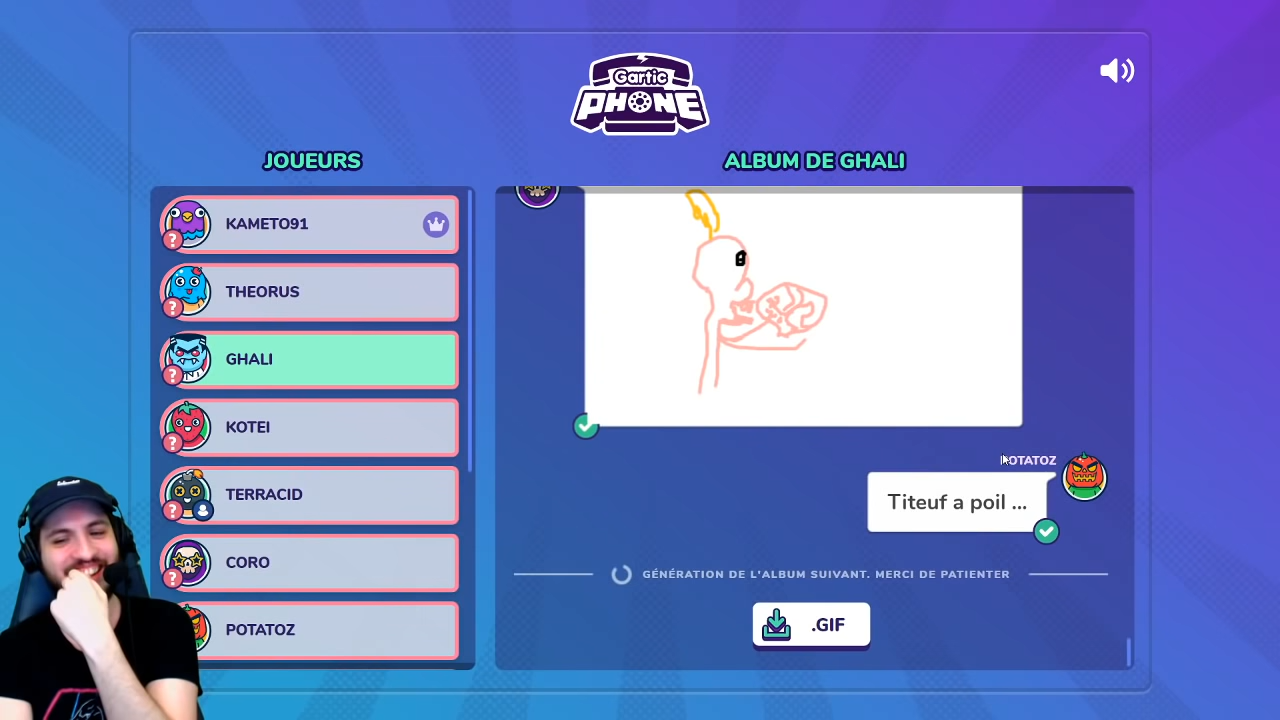 Gartic
PHONE
JOUEURS
ALBUM DE GHALI
KAMETO91
THEORUS
GHALI
KOTEI
TERRACID
CORO
POTATOZ
POTATOZ
Titeuf a poil ...
GÉNÉRATION DE L'ALBUM SUIVANT. MERCI DE PATIENTER
.GIF